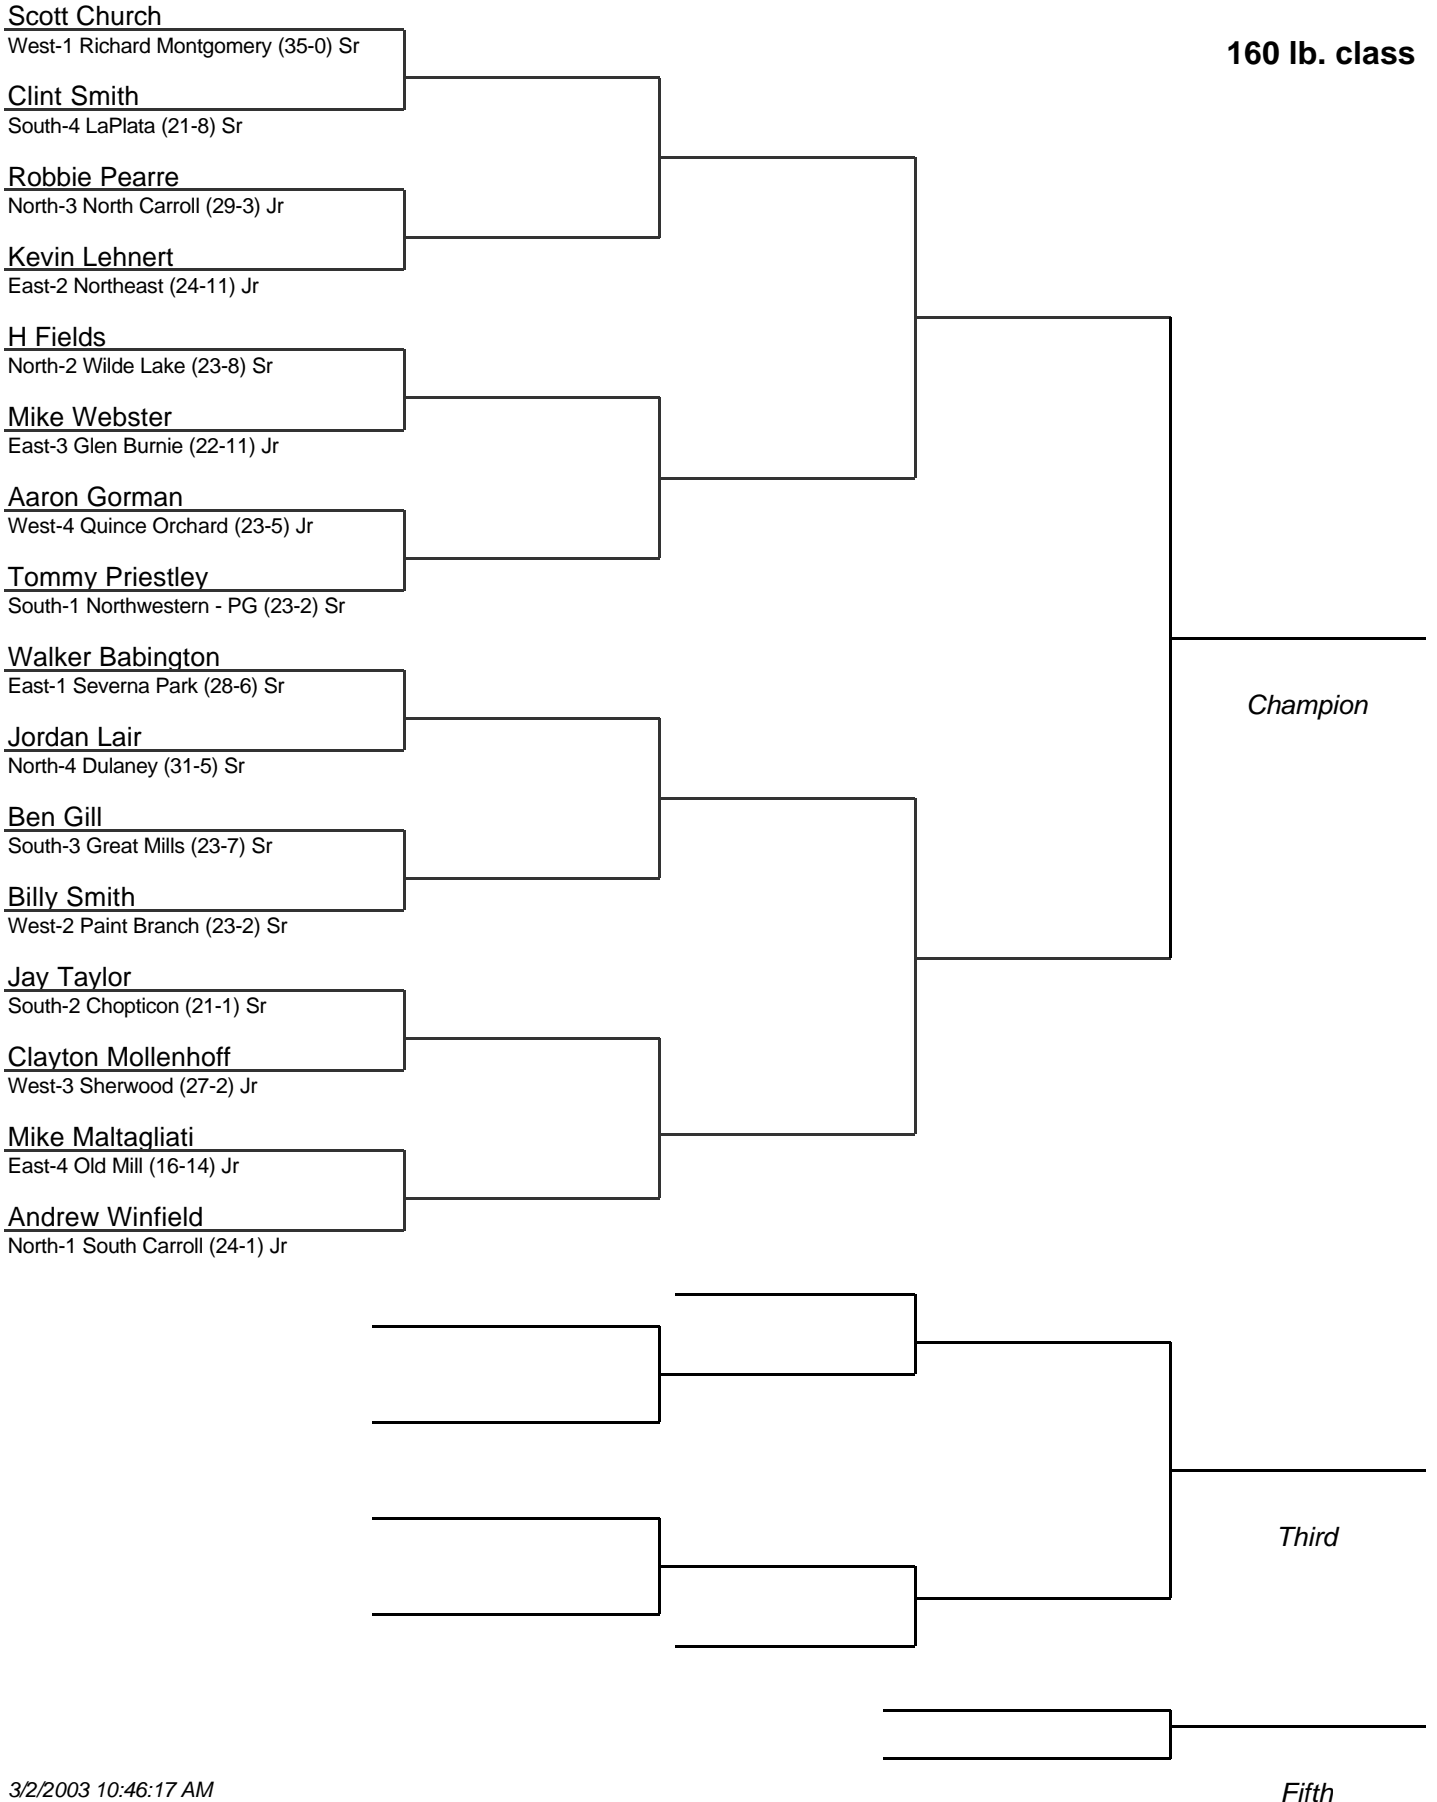 Scott Church
West-1 Richard Montgomery (35-0) Sr
160 lb. class
Clint Smith
South-4 LaPlata (21-8) Sr
Robbie Pearre
North-3 North Carroll (29-3) Jr
Kevin Lehnert
East-2 Northeast (24-11) Jr
H Fields
North-2 Wilde Lake (23-8) Sr
Mike Webster
East-3 Glen Burnie (22-11) Jr
Aaron Gorman
West-4 Quince Orchard (23-5) Jr
Tommy Priestley
South-1 Northwestern - PG (23-2) Sr
Walker Babington
East-1 Severna Park (28-6) Sr
Champion
Jordan Lair
North-4 Dulaney (31-5) Sr
Ben Gill
South-3 Great Mills (23-7) Sr
Billy Smith
West-2 Paint Branch (23-2) Sr
Jay Taylor
South-2 Chopticon (21-1) Sr
Clayton Mollenhoff
West-3 Sherwood (27-2) Jr
Mike Maltagliati
East-4 Old Mill (16-14) Jr
Andrew Winfield
North-1 South Carroll (24-1) Jr
Third
3/2/2003 10:46:17 AM
Fifth